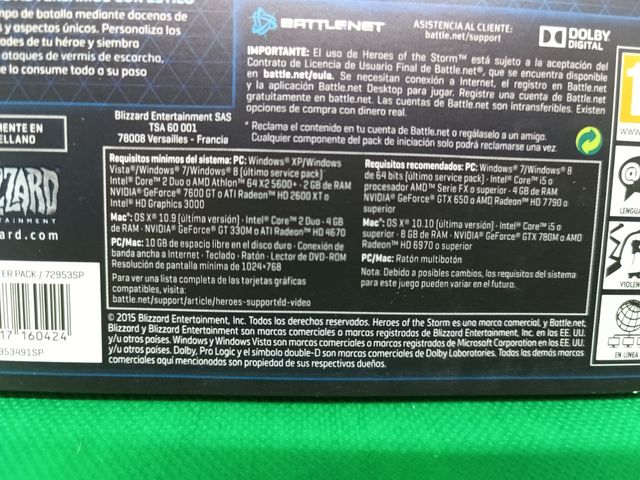 ADVERSARIOS CON ESTILO
mpo de batalla mediante docenas de
y aspectos únicos. Personaliza las
ades de tu héroe y siembra
ataques de vermis de escarcha,
e lo consume todo a su paso
BATTLE.NET
ASISTENCIA AL CLIENTE:
battle.net/support
DOLBY
DIGITAL
IMPORTANTE: El uso de Heroes of the Storm™ está sujeto a la aceptación del
Contrato de Licencia de Usuario Final de Battle.net®, que se encuentra disponible
en battle.net/eula. Se necesitan conexión a Internet, el registro en Battle.net
y la aplicación Battle.net Desktop para jugar. Registre una cuenta de Battle.net
gratuitamente en battle.net. Las cuentas de Battle.net son intransferibles. Existen
opciones de compra con dinero real.
Blizzard Entertainment SAS
TSA 60 001
78008 Versailles - Francia
* Reclama el contenido en tu cuenta de Battle.net o regálaselo a un amigo.
Cualquier componente del pack de iniciación solo podrá reclamarse una vez.
MENTE EN
ELLANO
IZZARD
ERTAINMENT
ard.com
TER PACK / 72953SP
17 160424
953491SP
Requisitos mínimos del sistema: PC: Windows® XP/Windows
Vista®/Windows® 7/Windows® 8 (último service pack)
Intel® Core™ 2 Duo o AMD Athlon™ 64 X2 5600+ · 2 GB de RAM
NVIDIA® GeForce® 7600 GT o ATI Radeon™ HD 2600 XT o
Intel® HD Graphics 3000
Mac®: OS® X 10.9 (última versión) · Intel® Core™ 2 Duo · 4 GB
de RAM · NVIDIA® GeForce® GT 330M o ATI Radeon™ HD 4670
PC/Mac: 10 GB de espacio libre en el disco duro · Conexión de
banda ancha a Internet · Teclado · Ratón · Lector de DVD-ROM
Resolución de pantalla mínima de 1024*768
Para ver una lista completa de las tarjetas gráficas
compatibles, visita:
battle.net/support/article/heroes-supported-video
Requisitos recomendados: PC: Windows® 7/Windows® 8
de 64 bits (último service pack) · Intel® Core™ i5 o
procesador AMD™ Serie FX o superior · 4 GB de RAM
NVIDIA® GeForce® GTX 650 o AMD Radeon™ HD 7790 o
superior
Mac®: OS® X 10.10 (última versión) · Intel® Core™ i5 o
superior · 8 GB de RAM · NVIDIA® GeForce® GTX 780M o AMD
Radeon™ HD 6970 o superior
PC/Mac: Ratón multibotón
Nota: Debido a posibles cambios, los requisitos del sistema
para este juego pueden variar en el futuro.
© 2015 Blizzard Entertainment, Inc. Todos los derechos reservados. Heroes of the Storm es una marca comercial, y Battle.net,
Blizzard y Blizzard Entertainment son marcas comerciales o marcas comerciales registradas de Blizzard Entertainment, Inc. en los EE. UU.
y/u otros países. Windows y Windows Vista son marcas comerciales o marcas comerciales registradas de Microsoft Corporation en los EE. UU.
y/u otros países. Dolby, Pro Logic y el símbolo double-D son marcas comerciales de Dolby Laboratories. Todas las demás marcas
comerciales aquí mencionadas son propiedad de sus respectivos dueños.
LENGUA
VIOLEN
EN LÍNE